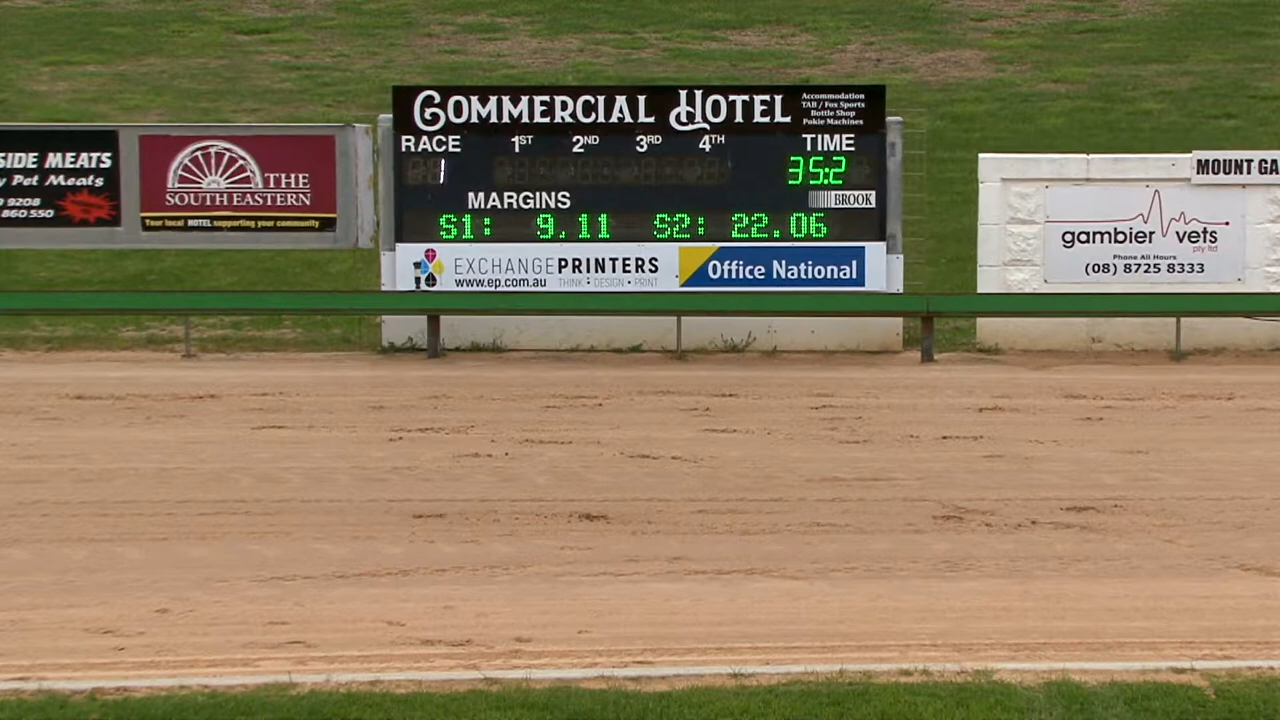 SIDE MEATS
y Pet Meats
9208
860 550
THE
SOUTH EASTERN
Your local HOTEL supporting your community
COMMERCIAL HOTEL
Accommodation
TAB / Fox Sports
Bottle Shop
Pokie Machines
RACE 1ST 2ND 3RD 4TH TIME
1 35:2
MARGINS
BROOK
S1: 9.11 S2: 22.06
EXCHANGEPRINTERS
www.ep.com.au THINK : DESIGN • PRINT
Office National
MOUNT GA
gambier vets
pty ltd
Phone All Hours
(08) 8725 8333